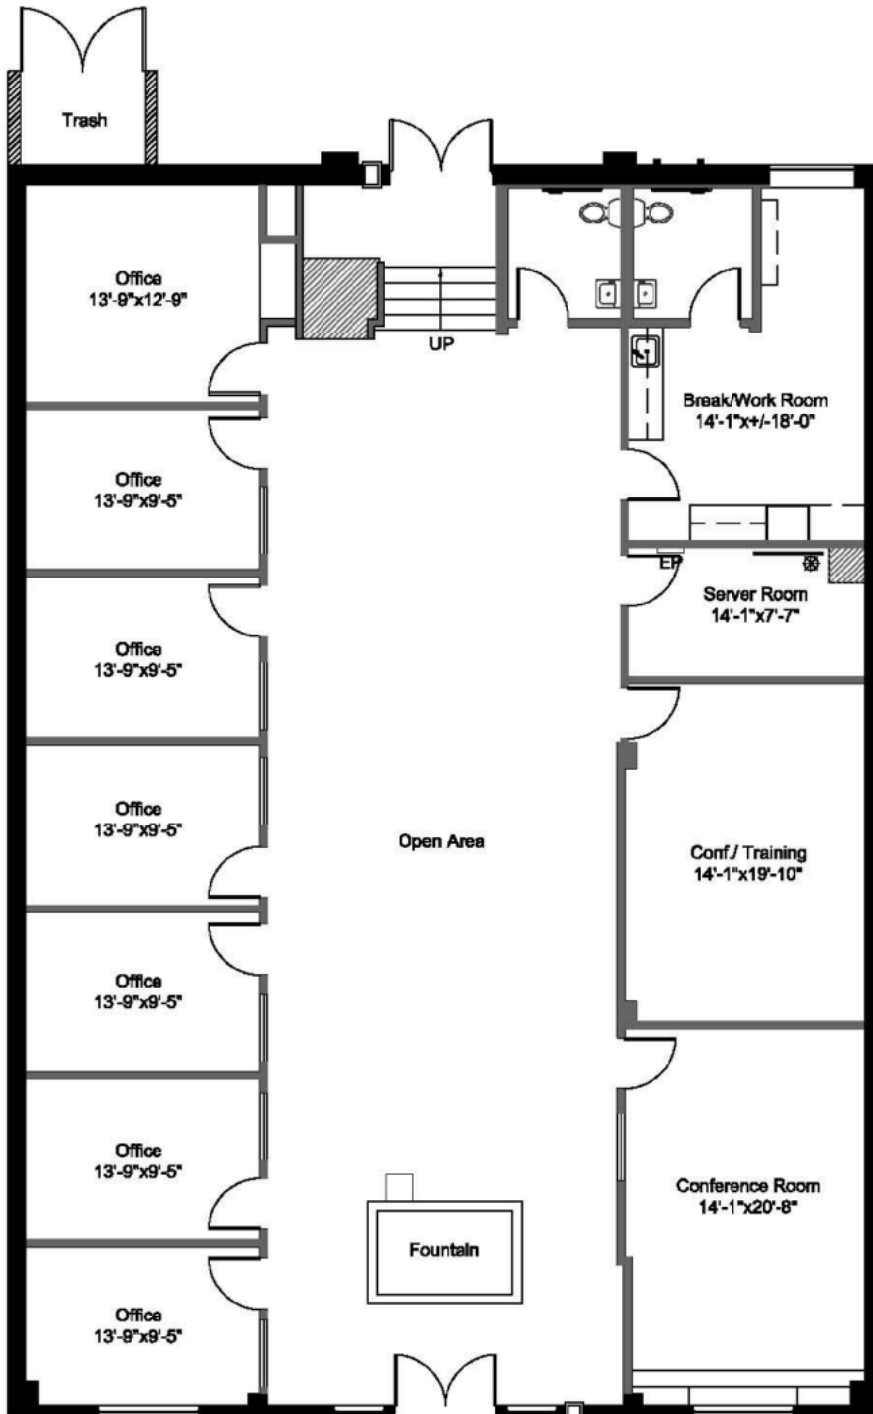 Trash
Office
13'-9"x12'-9"
UP
Break/Work Room
14'-1"x+/-18'-0"
Office
13'-9"x9'-5"
EP
Server Room
14'-1"x7'-7"
Office
13'-9"x9'-5"
Office
13'-9"x9'-5"
Open Area
Conf./ Training
14'-1"x19'-10"
Office
13'-9"x9'-5"
Office
13'-9"x9'-5"
Conference Room
14'-1"x20'-8"
Fountain
Office
13'-9"x9'-5"